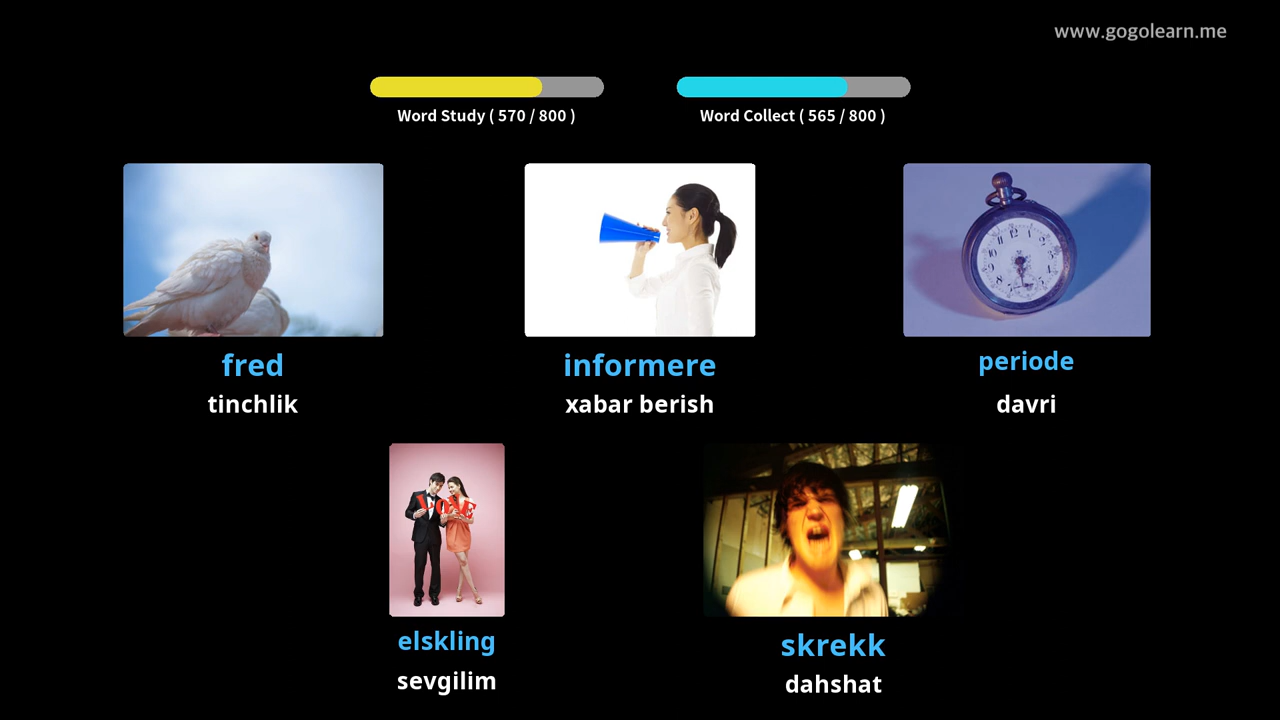 www.gogolearn.me
Word Study ( 570 / 800 )
Word Collect ( 565 / 800 )
fred
tinchlik
informere
xabar berish
periode
davri
elskling
sevgilim
skrekk
dahshat